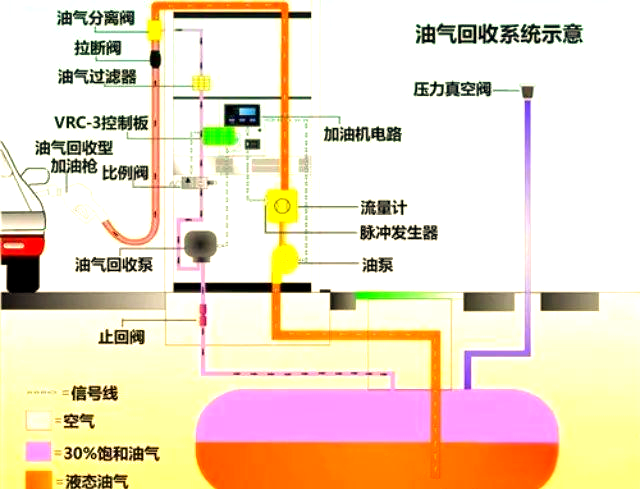 油气回收系统示意
油气分离阀
拉断阀
油气过滤器
压力真空阀
VRC-3控制板
加油机电路
油气回收型
加油枪
比例阀
流量计
脉冲发生器
油气回收泵
油泵
止回阀
=信号线
=空气
=30%饱和油气
=液态油气